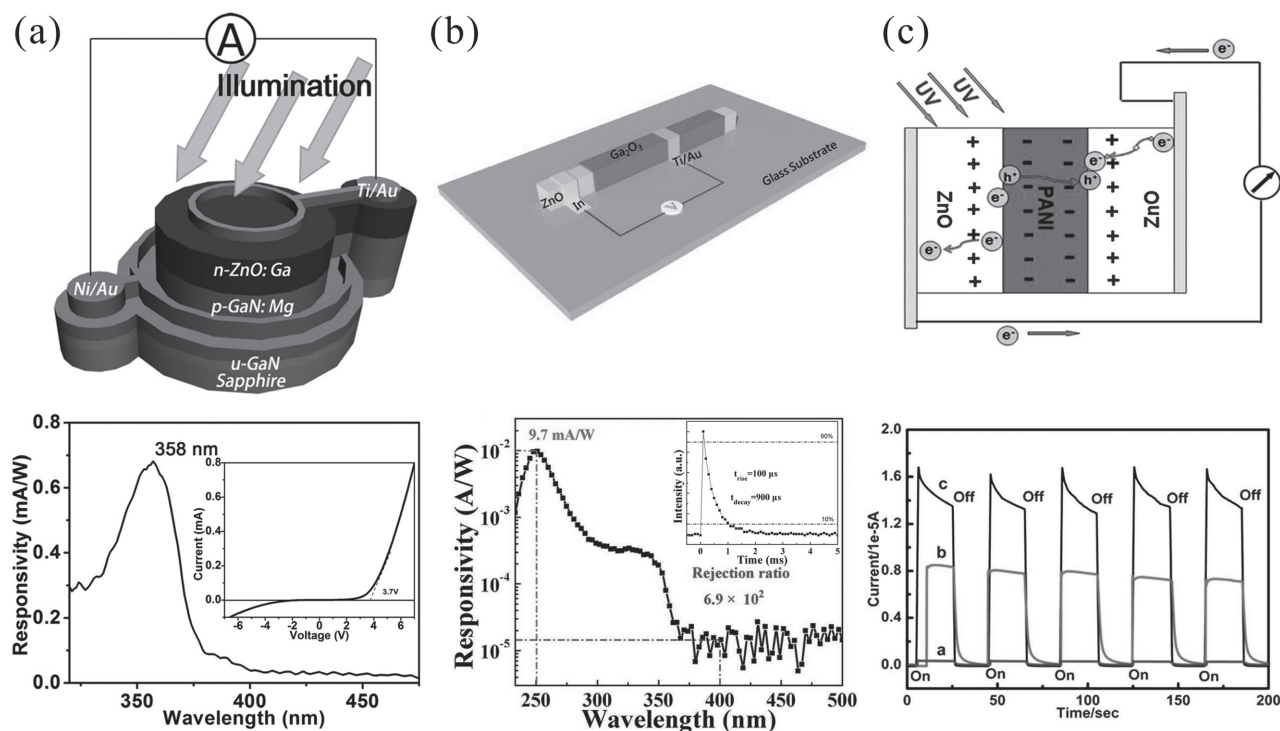 (a)
A
Illumination
Ti/Au
n-ZnO: Ga
Ni/Au
p-GaN: Mg
u-GaN
Sapphire
(b)
Ga₂O₃
Ti/Au
ZnO
In
V
Glass Substrate
(c)
e⁻
UV
UV
+ - - +
+ - - +
e⁻
+ - - +
e⁻
h⁺
h⁺
e⁻
ZnO
PANI
ZnO
e⁻
e⁻
e⁻
Responsivity (mA/W)
0.8
0.6
0.4
0.2
0.0
358 nm
Current (mA)
0.8
0.6
0.4
0.2
0.0
3.7V
-6 -4 -2 0 2 4 6
Voltage (V)
350 400 450
Wavelength (nm)
Responsivity (A/W)
10⁻²
10⁻³
10⁻⁴
10⁻⁵
9.7 mA/W
Intensity (a.u.)
90%
t_rise=100 µs
t_decay=900 µs
10%
0 1 2 3 4 5
Time (ms)
Rejection ratio
6.9 × 10²
250 300 350 400 450 500
Wavelength (nm)
Current/1e-5A
2.0
1.6
1.2
0.8
0.4
0.0
c
Off Off Off Off Off
b
a
On On On On On
0 50 100 150 200
Time/sec